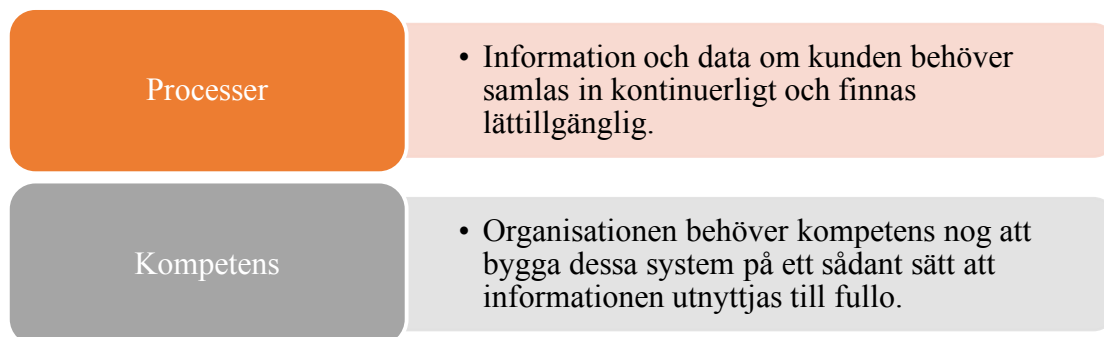 Processer
• Information och data om kunden behöver
samlas in kontinuerligt och finnas
lättillgänglig.
Kompetens
• Organisationen behöver kompetens nog att
bygga dessa system på ett sådant sätt att
informationen utnyttjas till fullo.